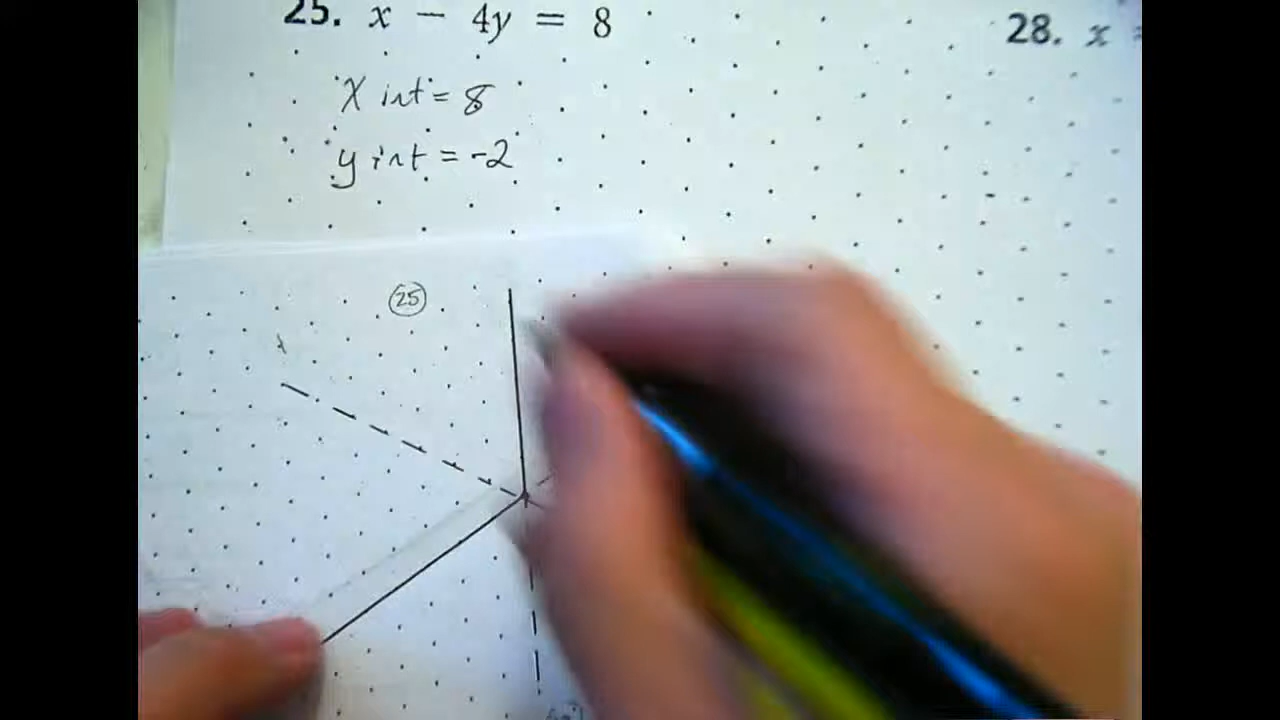 25. x − 4y = 8
28. x
X int = 8
y int = -2
25